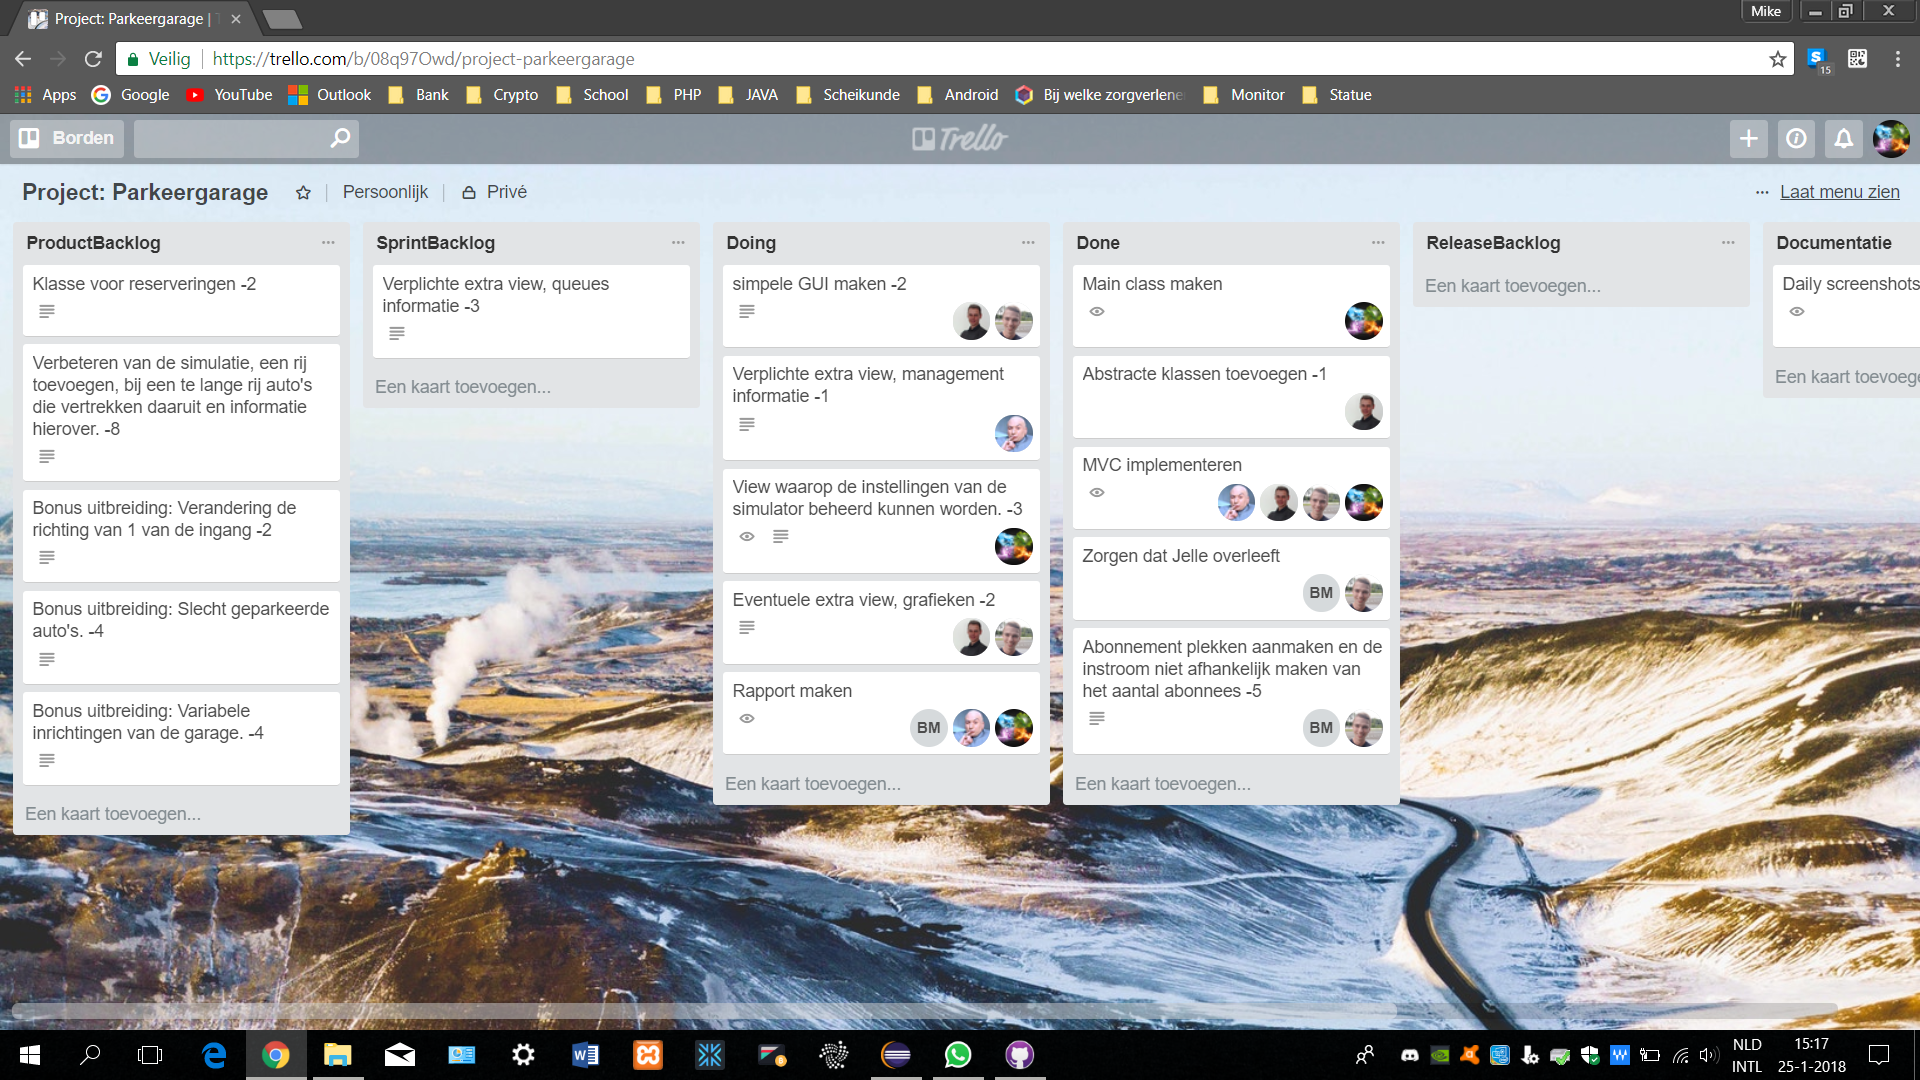 Project: Parkeergarage |
Mike
Veilig
https://trello.com/b/08q97Owd/project-parkeergarage
15
Apps
Google
YouTube
Outlook
Bank
Crypto
School
PHP
JAVA
Scheikunde
Android
Bij welke zorgverlene
Monitor
Statue
Borden
Trello
Project: Parkeergarage
Persoonlijk
Privé
... Laat menu zien
ProductBacklog
Klasse voor reserveringen -2
Verbeteren van de simulatie, een rij
toevoegen, bij een te lange rij auto's
die vertrekken daaruit en informatie
hierover. -8
Bonus uitbreiding: Verandering de
richting van 1 van de ingang -2
Bonus uitbreiding: Slecht geparkeerde
auto's. -4
Bonus uitbreiding: Variabele
inrichtingen van de garage. -4
Een kaart toevoegen...
SprintBacklog
Verplichte extra view, queues
informatie -3
Een kaart toevoegen...
Doing
simpele GUI maken -2
Verplichte extra view, management
informatie -1
View waarop de instellingen van de
simulator beheerd kunnen worden. -3
Eventuele extra view, grafieken -2
Rapport maken
BM
Een kaart toevoegen...
Done
Main class maken
Abstracte klassen toevoegen -1
MVC implementeren
Zorgen dat Jelle overleeft
BM
Abonnement plekken aanmaken en de
instroom niet afhankelijk maken van
het aantal abonnees -5
BM
Een kaart toevoegen...
ReleaseBacklog
Een kaart toevoegen...
Documentatie
Daily screenshots
Een kaart toevoege
NLD
INTL
15:17
25-1-2018